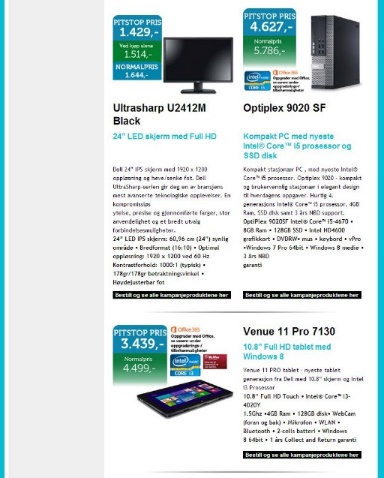 PITSTOP PRIS
1.429,-
Ved kjøp alene
1.514,-
NORMALPRIS
1.644,-
Ultrasharp U2412M
Black
24" LED skjerm med Full HD
Dell 24" IPS skjerm med 1920 x 1200
oppløsning og heve/senke fot. Dell
UltraSharp-serien gir deg en av bransjens
mest avanserte teknologiske opplevelser. En
kompromissløs
ytelse, presise og gjennomførte farger, stor
anvendelighet og et bredt utvalg
forbindelsesmuligheter.
24" LED IPS skjerm: 60,96 cm (24") synlig
område • Bredformat (16:10) • Optimal
oppløsning: 1920 x 1200 ved 60 Hz
Kontrastforhold: 1000:1 (typisk) •
178gr/178gr betraktningsvinkel •
Høydejusterbar fot
Bestill og se alle kampanjeproduktene her
PITSTOP PRIS
4.627,-
Normalpris
5.786,-
Office 365
Optiplex 9020 SF
Kompakt PC med nyeste
Intel® Core™ i5 prosessor og
SSD disk
Kompakt stasjonær PC , med nyeste Intel®
Core™ i5 prosesor. Optiplex 9020 - kompakt
og brukervennlig stasjonær i elegant design
til hverdagens oppgaver. Hurtig 4.
generasjons Intel® Core™ i5 prosesor. 4GB
Ram, SSD disk samt 3 års NBD support.
OptiPlex 9020SF Intel® Core™ i5-4670 •
8GB Ram • 128GB SSD • Intel HD4600
grafikkort • DVDRW• mus • keyboard • vPro
•Windows 7 Pro 64bit • Windows 8 medie •
3 års NBD
garanti
Bestill og se alle kampanjeproduktene her
PITSTOP PRIS
3.439,-
Normalpris
4.499,-
Office 365
Venue 11 Pro 7130
10.8" Full HD tablet med
Windows 8
Venue 11 PRO tablet - nyeste tablet
generasjon fra Dell med 10.8" skjerm og Intel
i3 Prosessor
10.8" Full HD Touch • Intel® Core™ i3-
4020Y
1.5Ghz •4GB Ram • 128GB disk• WebCam
(foran og bak) • Mikrofon • WLAN •
Bluetooth • 2-cells batteri • Windows
8 64bit • 1 års Collect and Return garanti
Bestill og se alle kampanjeproduktene her